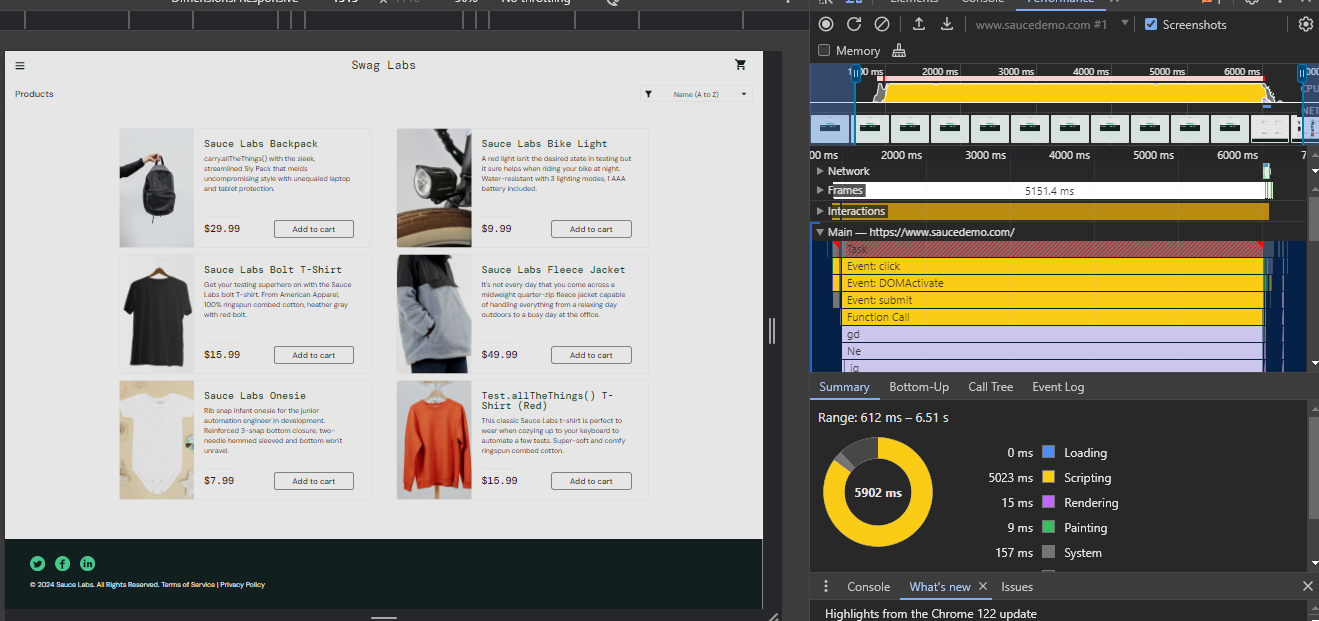 No throttling
Elements
Console
Performance
www.saucedemo.com #1
Screenshots
Memory
2000 ms
3000 ms
4000 ms
5000 ms
6000 ms
CPU
NET
00 ms
2000 ms
3000 ms
4000 ms
5000 ms
6000 ms
7
Network
Frames
5151.4 ms
Interactions
Main — https://www.saucedemo.com/
Task
Event: click
Event: DOMActivate
Event: submit
Function Call
gd
Ne
jg
Summary
Bottom-Up
Call Tree
Event Log
Range: 612 ms – 6.51 s
5902 ms
0 ms Loading
5023 ms Scripting
15 ms Rendering
9 ms Painting
157 ms System
Console
What's new
Issues
Highlights from the Chrome 122 update
Swag Labs
Products
Name (A to Z)
Sauce Labs Backpack
carry.allTheThings() with the sleek,
streamlined Sly Pack that melds
uncompromising style with unequaled laptop
and tablet protection.
$29.99
Add to cart
Sauce Labs Bike Light
A red light isn't the desired state in testing but
it sure helps when riding your bike at night.
Water-resistant with 3 lighting modes, 1 AAA
battery included.
$9.99
Add to cart
Sauce Labs Bolt T-Shirt
Get your testing superhero on with the Sauce
Labs bolt T-shirt. From American Apparel,
100% ringspun combed cotton, heather gray
with red bolt.
$15.99
Add to cart
Sauce Labs Fleece Jacket
It's not every day that you come across a
midweight quarter-zip fleece jacket capable
of handling everything from a relaxing day
outdoors to a busy day at the office.
$49.99
Add to cart
Sauce Labs Onesie
Rib snap infant onesie for the junior
automation engineer in development.
Reinforced 3-snap bottom closure, two-
needle hemmed sleeved and bottom won't
unravel.
$7.99
Add to cart
Test.allTheThings() T-
Shirt (Red)
This classic Sauce Labs t-shirt is perfect to
wear when cozying up to your keyboard to
automate a few tests. Super-soft and comfy
ringspun combed cotton.
$15.99
Add to cart
© 2024 Sauce Labs. All Rights Reserved. Terms of Service | Privacy Policy